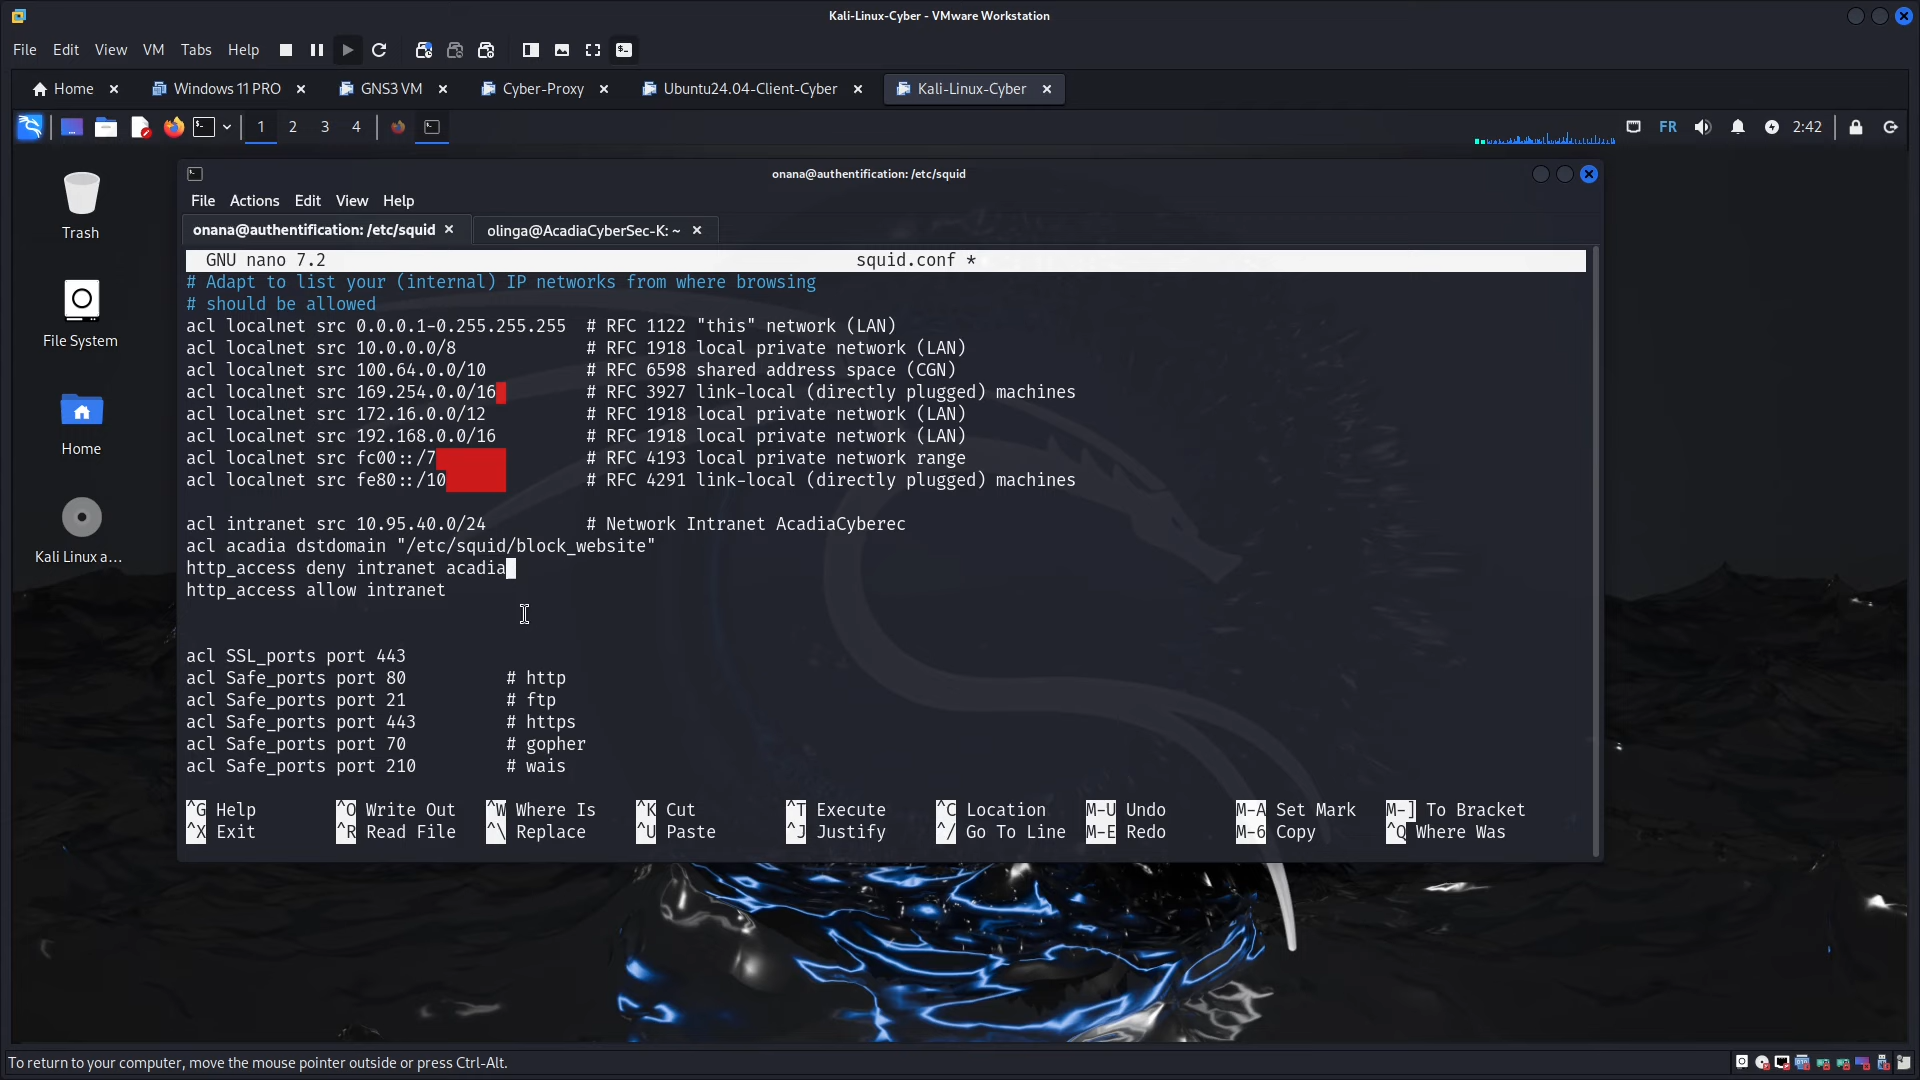 Kali-Linux-Cyber - VMware Workstation
File Edit View VM Tabs Help
Home Windows 11 PRO GNS3 VM Cyber-Proxy Ubuntu24.04-Client-Cyber Kali-Linux-Cyber
1 2 3 4 FR 2:42
Trash
File System
Home
Kali Linux a...
onana@authentification: /etc/squid
File Actions Edit View Help
onana@authentification: /etc/squid olinga@AcadiaCyberSec-K: ~
GNU nano 7.2 squid.conf *
# Adapt to list your (internal) IP networks from where browsing
# should be allowed
acl localnet src 0.0.0.1-0.255.255.255 # RFC 1122 "this" network (LAN)
acl localnet src 10.0.0.0/8 # RFC 1918 local private network (LAN)
acl localnet src 100.64.0.0/10 # RFC 6598 shared address space (CGN)
acl localnet src 169.254.0.0/16 # RFC 3927 link-local (directly plugged) machines
acl localnet src 172.16.0.0/12 # RFC 1918 local private network (LAN)
acl localnet src 192.168.0.0/16 # RFC 1918 local private network (LAN)
acl localnet src fc00::/7 # RFC 4193 local private network range
acl localnet src fe80::/10 # RFC 4291 link-local (directly plugged) machines
acl intranet src 10.95.40.0/24 # Network Intranet AcadiaCyberec
acl acadia dstdomain "/etc/squid/block_website"
http_access deny intranet acadia
http_access allow intranet
acl SSL_ports port 443
acl Safe_ports port 80 # http
acl Safe_ports port 21 # ftp
acl Safe_ports port 443 # https
acl Safe_ports port 70 # gopher
acl Safe_ports port 210 # wais
^G Help ^O Write Out ^W Where Is ^K Cut ^T Execute ^C Location M-U Undo M-A Set Mark M-] To Bracket
^X Exit ^R Read File ^\ Replace ^U Paste ^J Justify ^/ Go To Line M-E Redo M-6 Copy ^Q Where Was
To return to your computer, move the mouse pointer outside or press Ctrl-Alt.